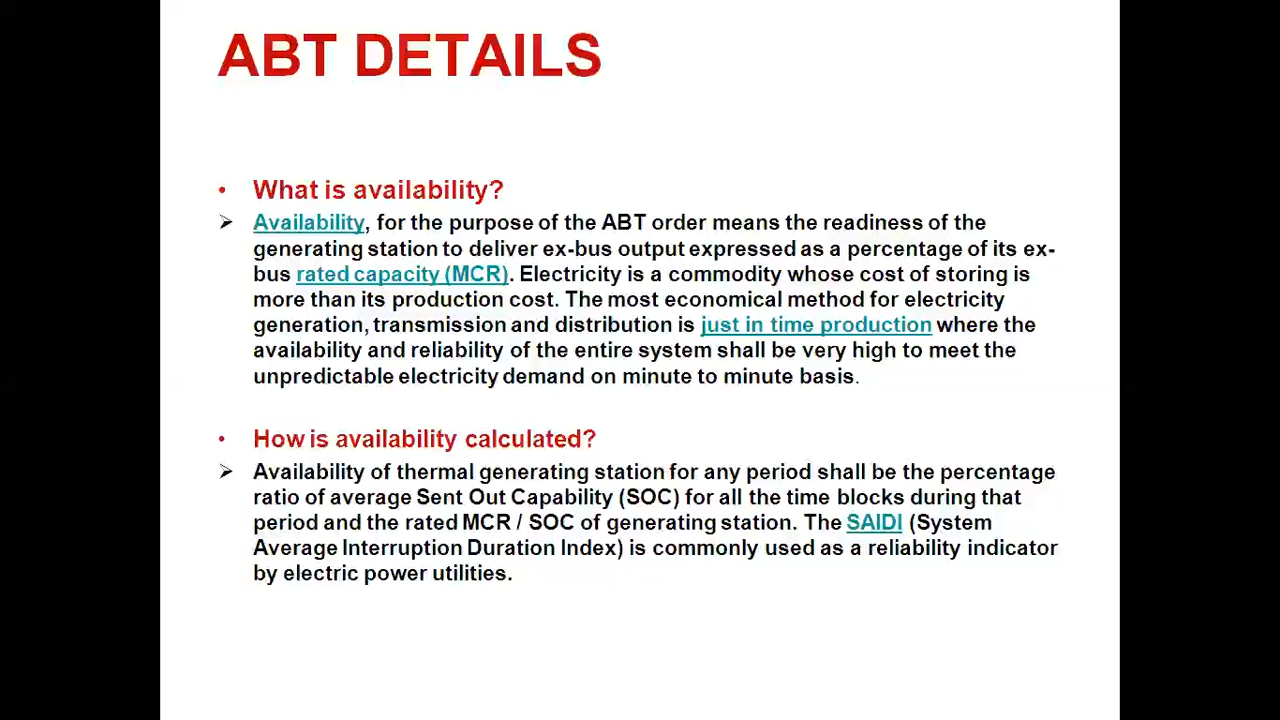 ABT DETAILS
• What is availability?
➢ Availability, for the purpose of the ABT order means the readiness of the
generating station to deliver ex-bus output expressed as a percentage of its ex-
bus rated capacity (MCR). Electricity is a commodity whose cost of storing is
more than its production cost. The most economical method for electricity
generation, transmission and distribution is just in time production where the
availability and reliability of the entire system shall be very high to meet the
unpredictable electricity demand on minute to minute basis.
• How is availability calculated?
➢ Availability of thermal generating station for any period shall be the percentage
ratio of average Sent Out Capability (SOC) for all the time blocks during that
period and the rated MCR / SOC of generating station. The SAIDI (System
Average Interruption Duration Index) is commonly used as a reliability indicator
by electric power utilities.